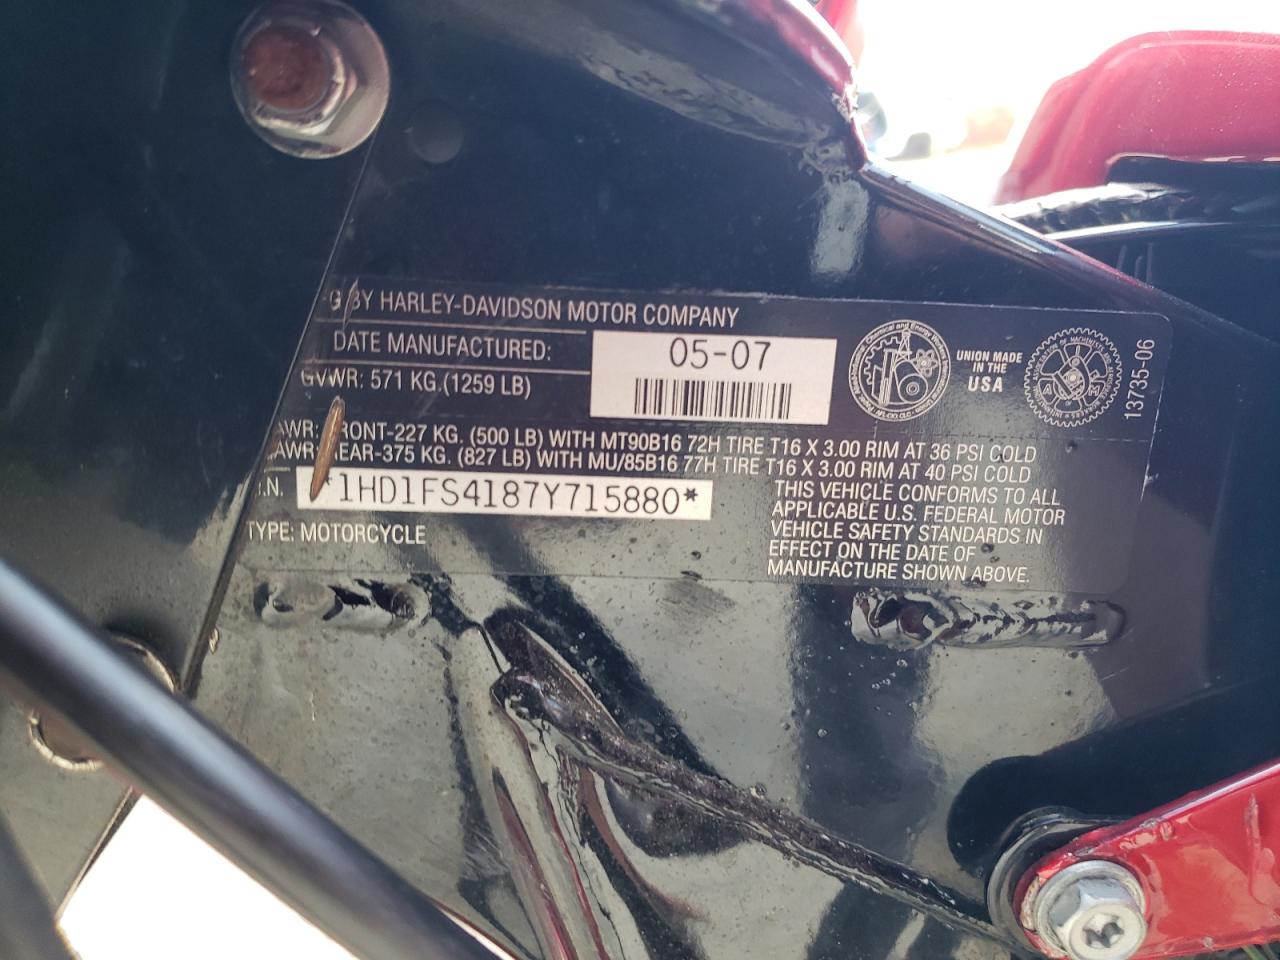 G BY HARLEY-DAVIDSON MOTOR COMPANY
DATE MANUFACTURED:
05-07
GVWR: 571 KG.(1259 LB)
UNION MADE
IN THE
USA
13735-06
AWR: FRONT-227 KG. (500 LB) WITH MT90B16 72H TIRE T16 X 3.00 RIM AT 36 PSI COLD
AWR: REAR-375 KG. (827 LB) WITH MU/85B16 77H TIRE T16 X 3.00 RIM AT 40 PSI COLD
I.N.
*1HD1FS4187Y715880*
TYPE: MOTORCYCLE
THIS VEHICLE CONFORMS TO ALL
APPLICABLE U.S. FEDERAL MOTOR
VEHICLE SAFETY STANDARDS IN
EFFECT ON THE DATE OF
MANUFACTURE SHOWN ABOVE.